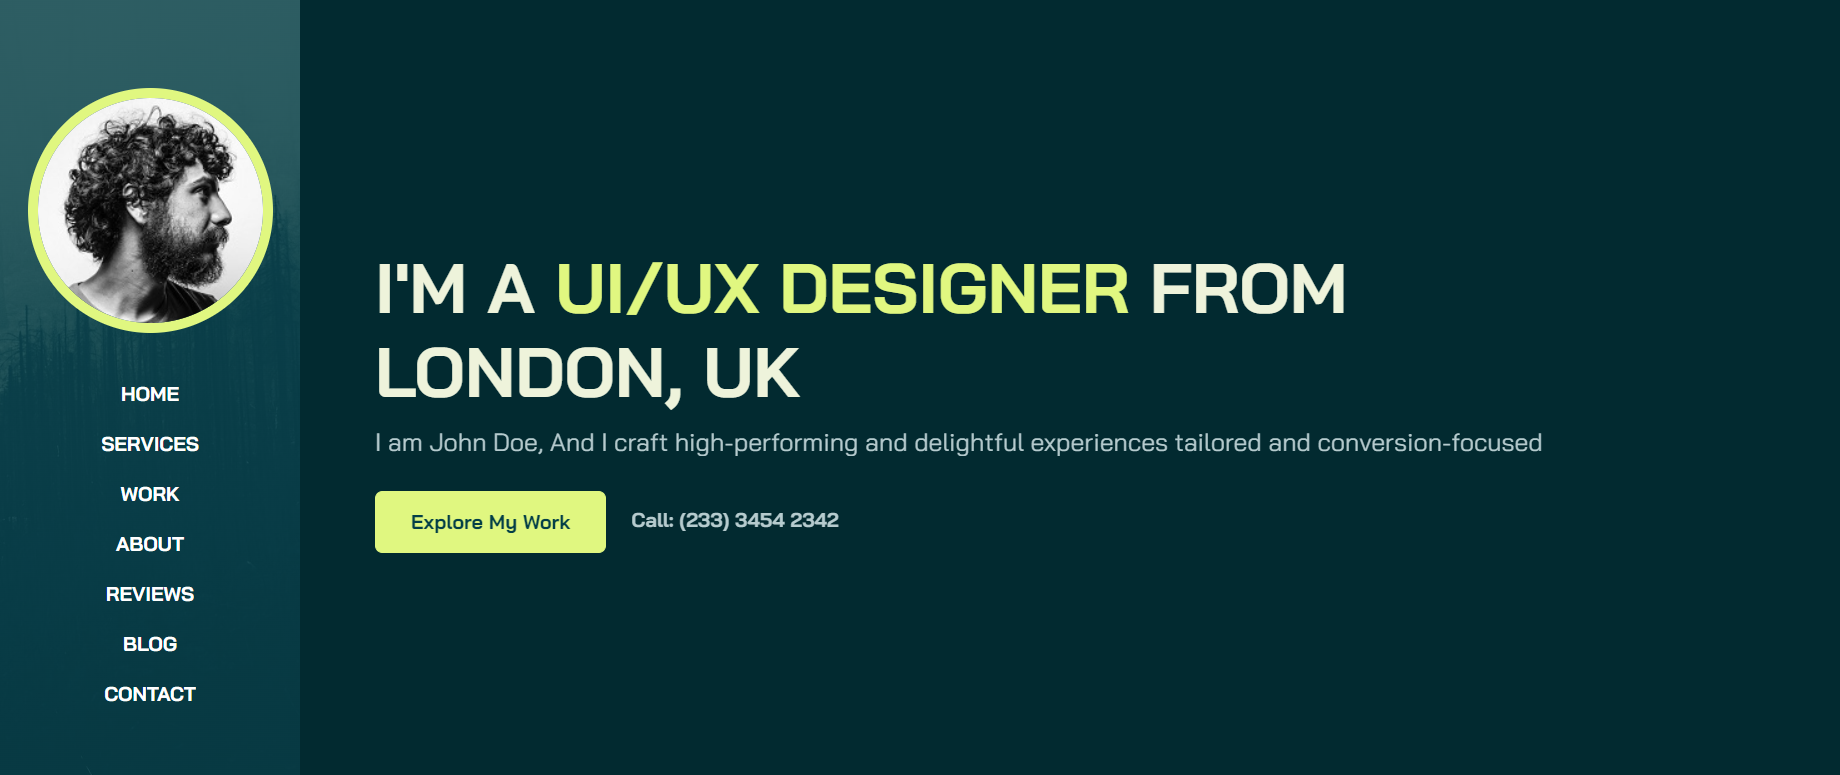 HOME
SERVICES
WORK
ABOUT
REVIEWS
BLOG
CONTACT
I'M A UI/UX DESIGNER FROM
LONDON, UK
I am John Doe, And I craft high-performing and delightful experiences tailored and conversion-focused
Explore My Work
Call: (233) 3454 2342